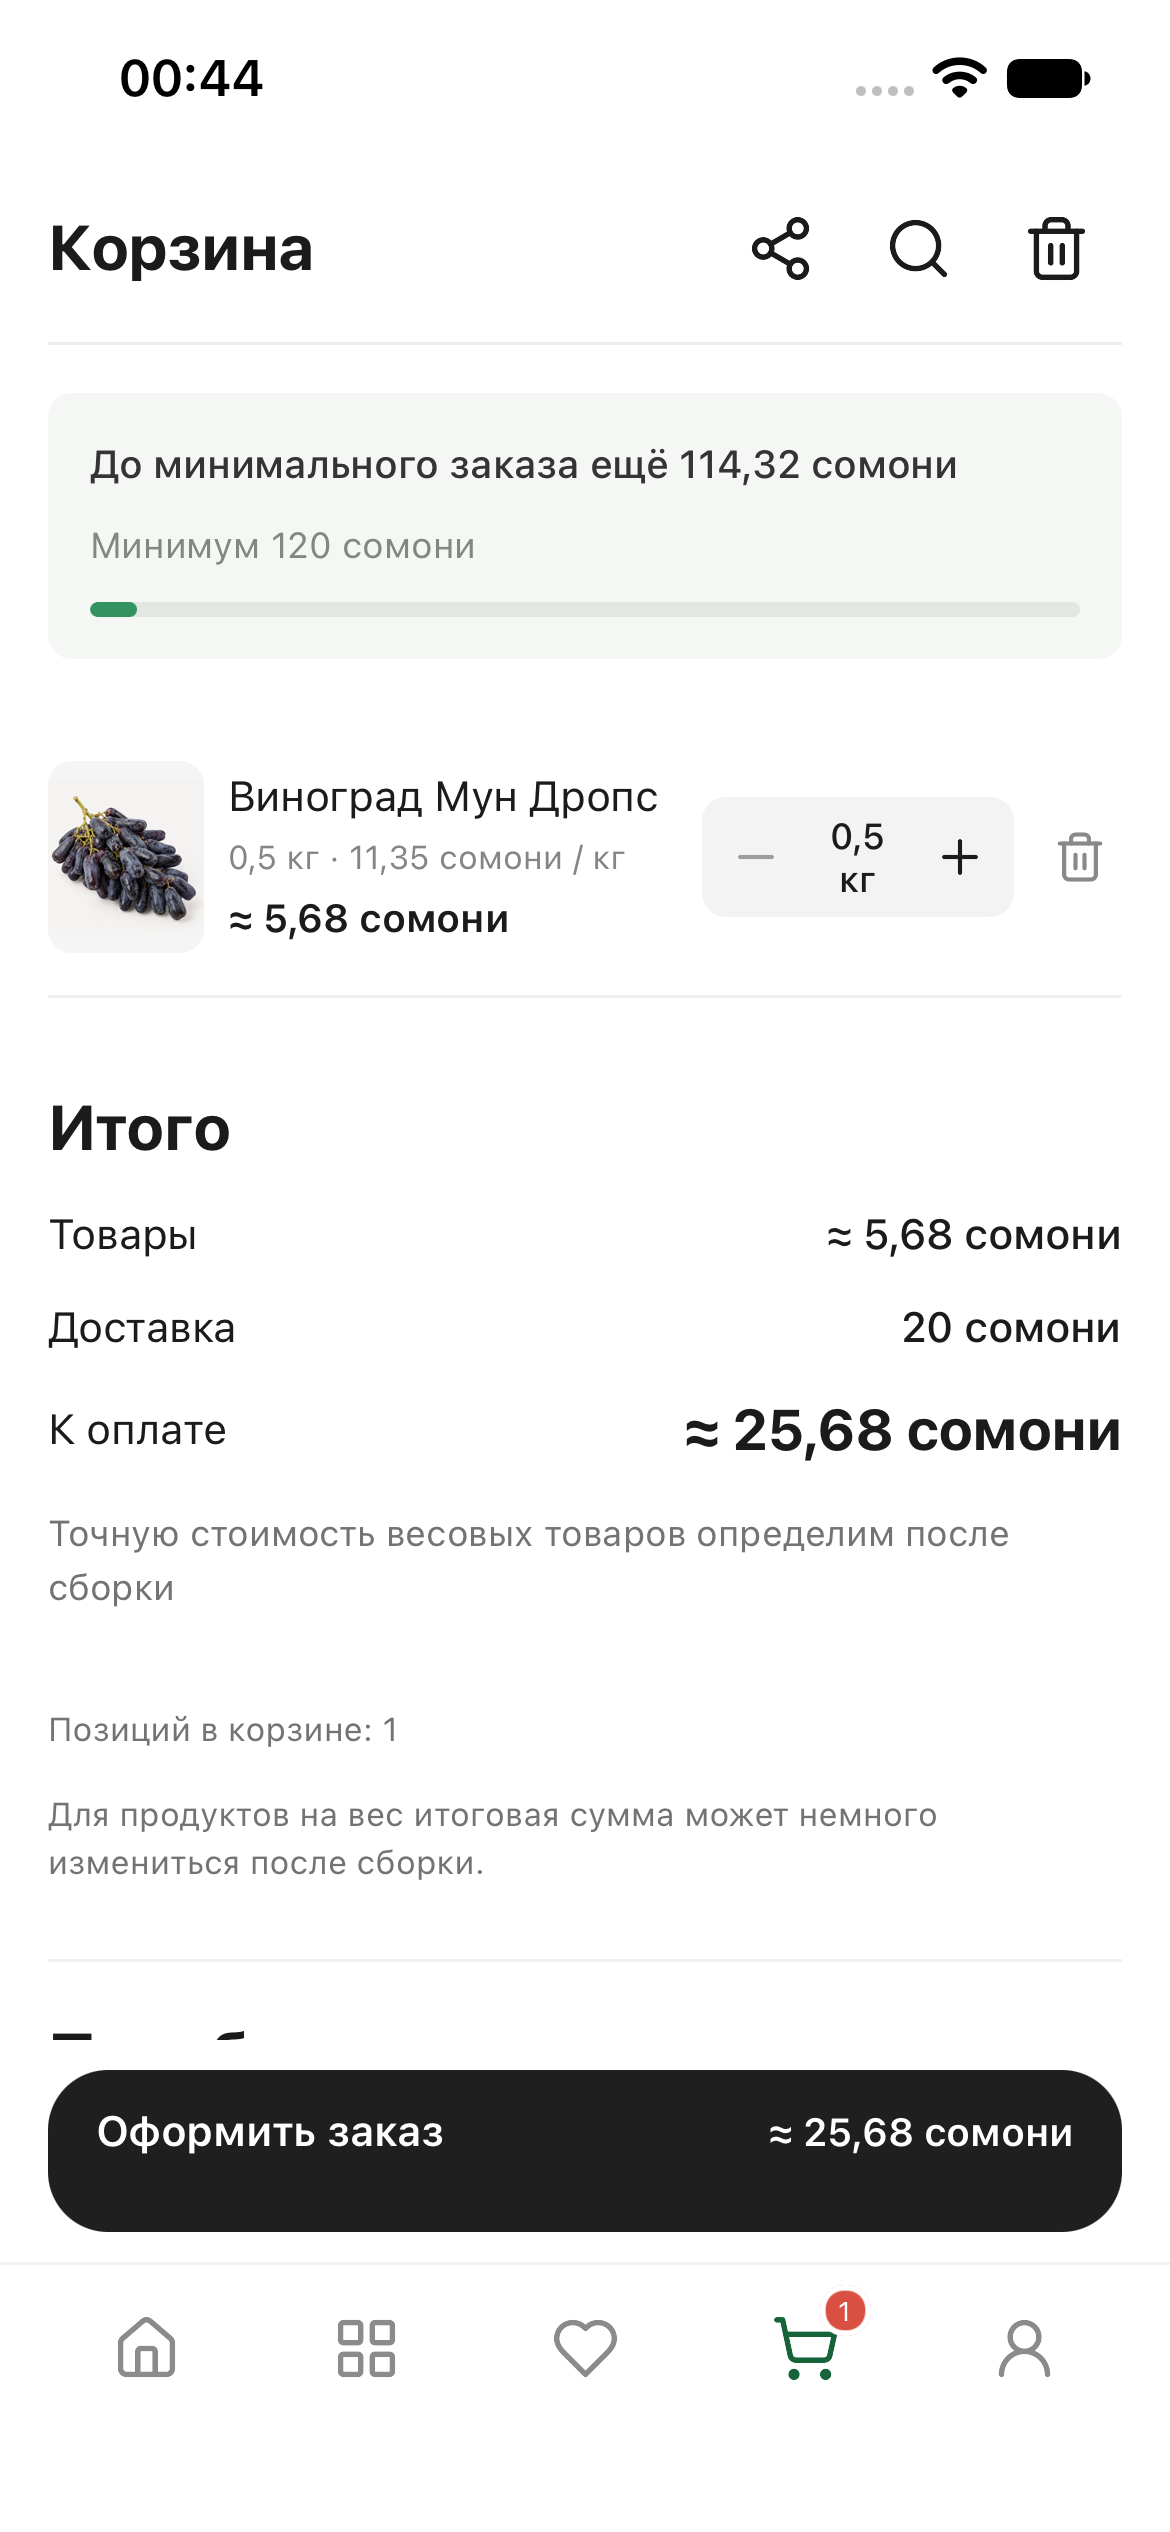 00:44
Корзина
До минимального заказа ещё 114,32 сомони
Минимум 120 сомони
Виноград Мун Дропс
0,5 кг · 11,35 сомони / кг
≈ 5,68 сомони
0,5
кг
Итого
Товары ≈ 5,68 сомони
Доставка 20 сомони
К оплате ≈ 25,68 сомони
Точную стоимость весовых товаров определим после
сборки
Позиций в корзине: 1
Для продуктов на вес итоговая сумма может немного
измениться после сборки.
Оформить заказ ≈ 25,68 сомони
1